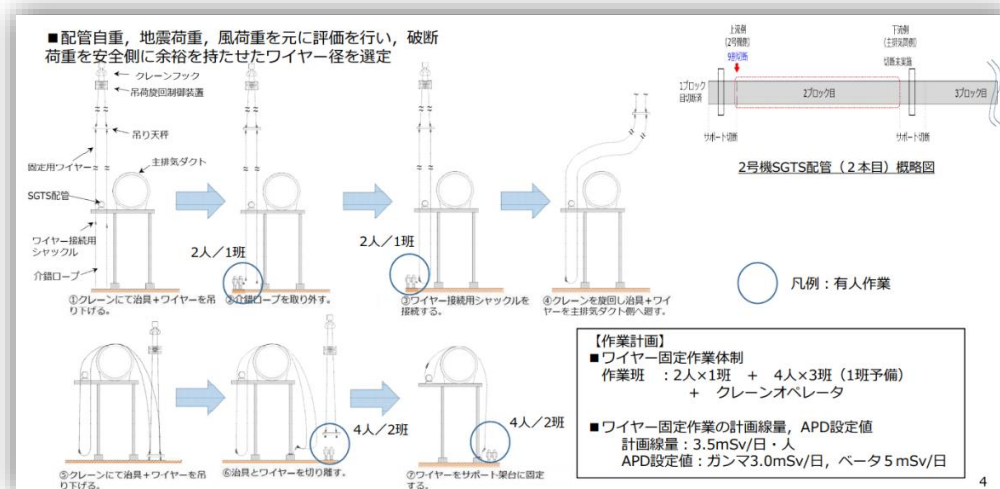 ■配管自重，地震荷重，風荷重を元に評価を行い，破断
荷重を安全側に余裕を持たせたワイヤー径を選定
クレーンフック
吊荷旋回制御装置
吊り天秤
固定用ワイヤー
主排気ダクト
SGTS配管
ワイヤー接続用
シャックル
介錯ロープ
2人／1班
2人／1班
①クレーンにて治具+ワイヤーを吊
り下げる。
②介錯ロープを取り外す。
③ワイヤー接続用シャックルを
接続する。
④クレーンを旋回し治具+ワイ
ヤーを主排気ダクト側へ廻す。
上流側
(2号機側)
切断
下流側
(主排気筒側)
切断未実施
1ブロック
目切断済
2ブロック目
3ブロック目
サポート切断
サポート切断
2号機SGTS配管（２本目）概略図
凡例：有人作業
4人／2班
4人／2班
⑤クレーンにて治具+ワイヤーを吊
り下げる。
⑥治具とワイヤーを切り離す。
⑦ワイヤーをサポート架台に固定
する。
【作業計画】
■ワイヤー固定作業体制
作業班　：2人×1班　+　4人×3班（1班予備）
+　クレーンオペレータ
■ワイヤー固定作業の計画線量，APD設定値
計画線量：3.5mSv/日・人
APD設定値：ガンマ3.0mSv/日，ベータ５mSv/日
4